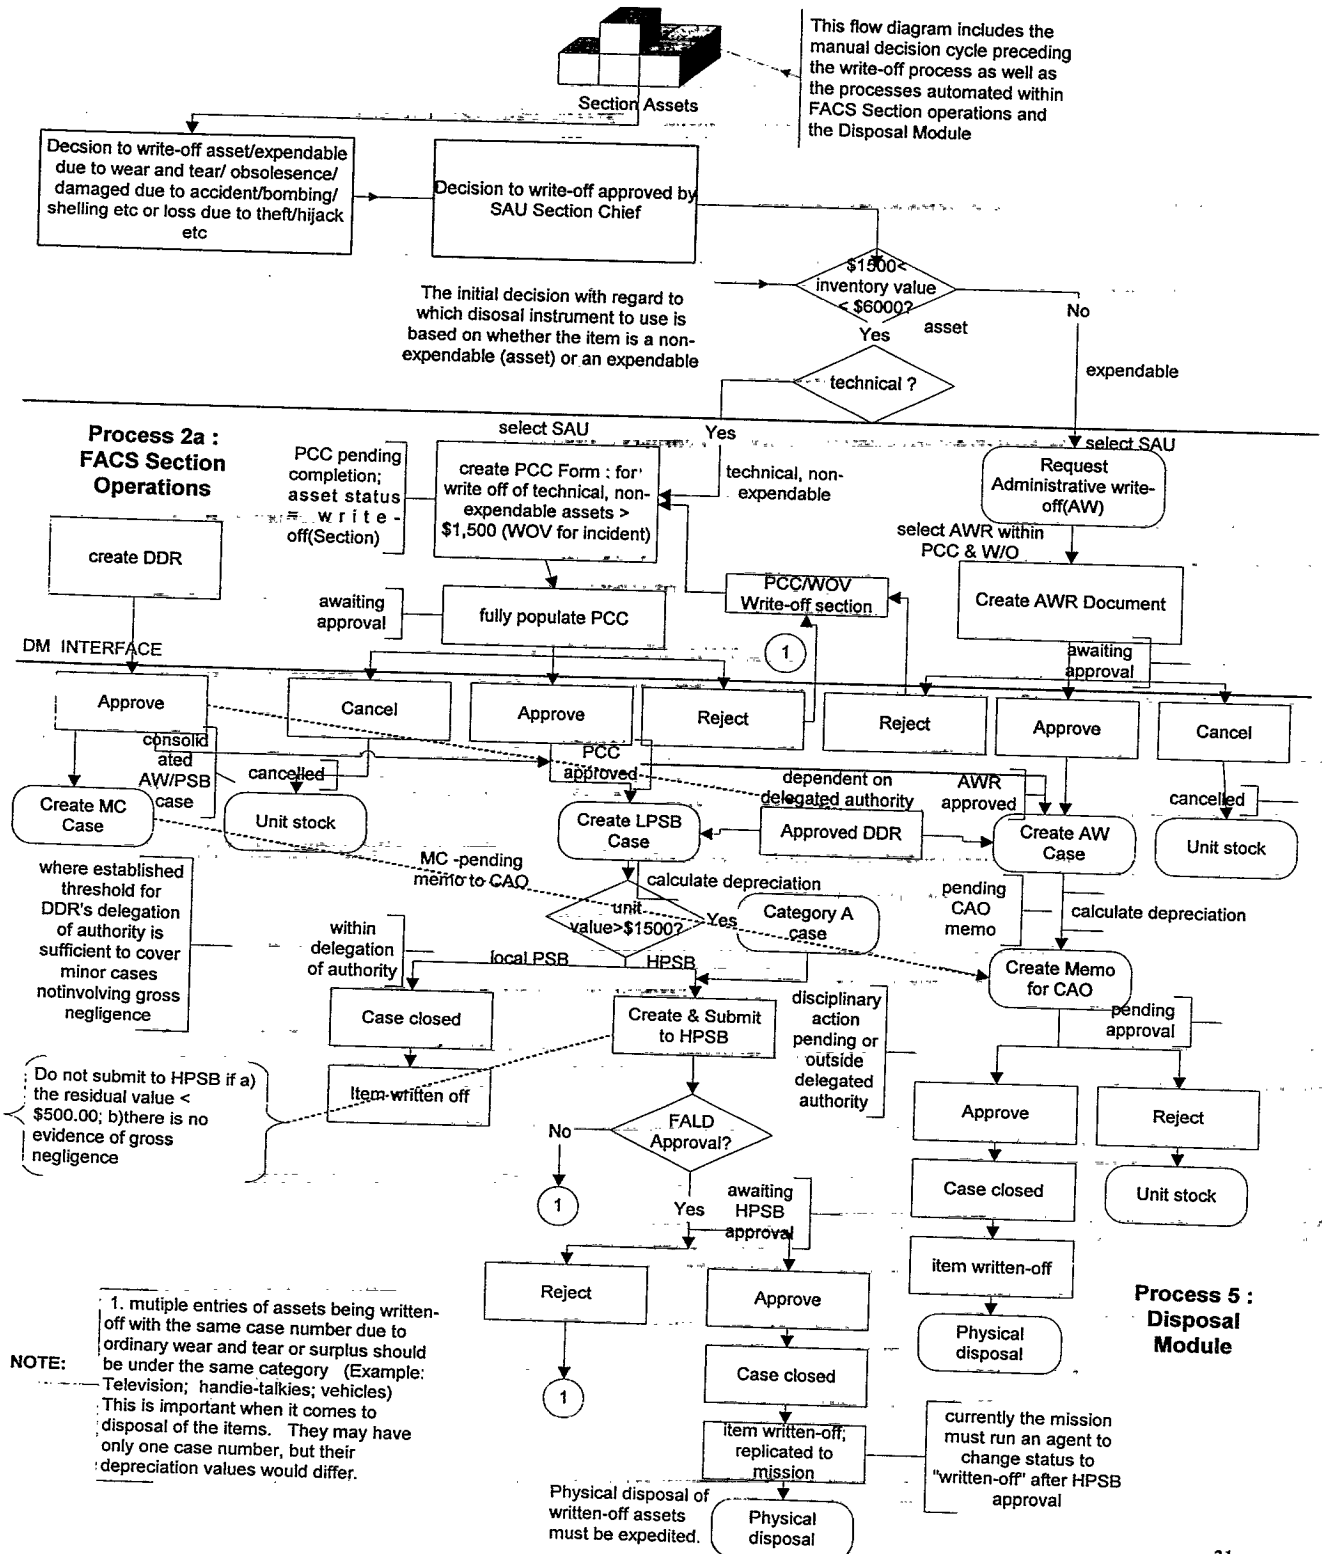 This flow diagram includes the
manual decision cycle preceding
the write-off process as well as
the processes automated within
FACS Section operations and
the Disposal Module
Section Assets
Decsion to write-off asset/expendable
due to wear and tear/ obsolesence/
damaged due to accident/bombing/
shelling etc or loss due to theft/hijack
etc
Decision to write-off approved by
SAU Section Chief
$1500<
inventory value
< $6000?
The initial decision with regard to
which disosal instrument to use is
based on whether the item is a non-
expendable (asset) or an expendable
No
Yes
asset
technical ?
expendable
Process 2a :
FACS Section
Operations
select SAU
Yes
select SAU
PCC pending
completion;
asset status
= write-
off(Section)
create PCC Form : for
write off of technical, non-
expendable assets >
$1,500 (WOV for incident)
technical, non-
expendable
Request
Administrative write-
off(AW)
select AWR within
PCC & W/O
create DDR
awaiting
approval
fully populate PCC
PCC/WOV
Write-off section
Create AWR Document
1
DM INTERFACE
awaiting
approval
Approve
Cancel
Approve
Reject
Reject
Approve
Cancel
consolid
ated
AW/PSB
case
cancelled
PCC
approved
dependent on
delegated authority
AWR
approved
cancelled
Create MC
Case
Unit stock
Create LPSB
Case
Approved DDR
Create AW
Case
Unit stock
where established
threshold for
DDR's delegation
of authority is
sufficient to cover
minor cases
notinvolving gross
negligence
MC -pending
memo to CAO
calculate depreciation
pending
CAO
memo
calculate depreciation
unit
value>$1500?
Yes
Category A
case
within
delegation
of authority
local PSB
HPSB
Create Memo
for CAO
Case closed
Create & Submit
to HPSB
disciplinary
action
pending or
outside
delegated
authority
pending
approval
Do not submit to HPSB if a)
the residual value <
$500.00; b)there is no
evidence of gross
negligence
Item written off
FALD
Approval?
No
Approve
Reject
1
Yes
awaiting
HPSB
approval
Case closed
Unit stock
Reject
Approve
item written-off
Process 5 :
Disposal
Module
NOTE:
1. mutiple entries of assets being written-
off with the same case number due to
ordinary wear and tear or surplus should
be under the same category (Example:
Television; handie-talkies; vehicles)
This is important when it comes to
disposal of the items. They may have
only one case number, but their
depreciation values would differ.
Physical
disposal
1
Case closed
item written-off;
replicated to
mission
currently the mission
must run an agent to
change status to
"written-off" after HPSB
approval
Physical disposal of
written-off assets
must be expedited.
Physical
disposal